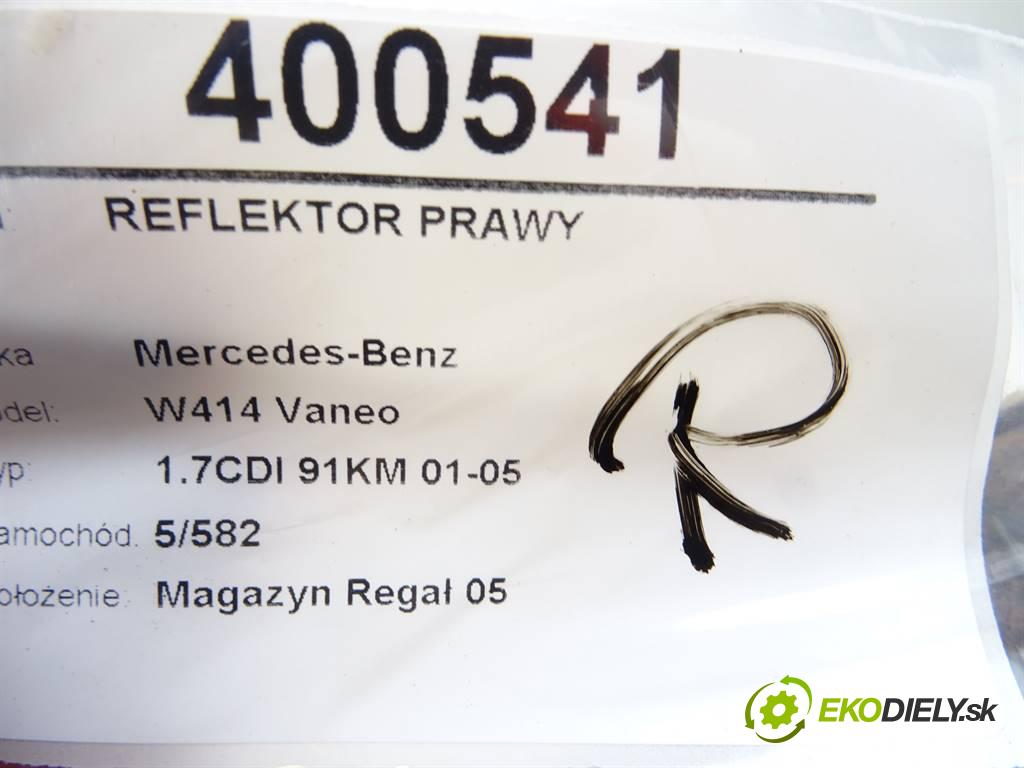 400541
REFLEKTOR PRAWY
Mercedes-Benz
W414 Vaneo
1.7CDI 91KM 01-05
5/582
Magazyn Regał 05
R
EKODIELY.sk